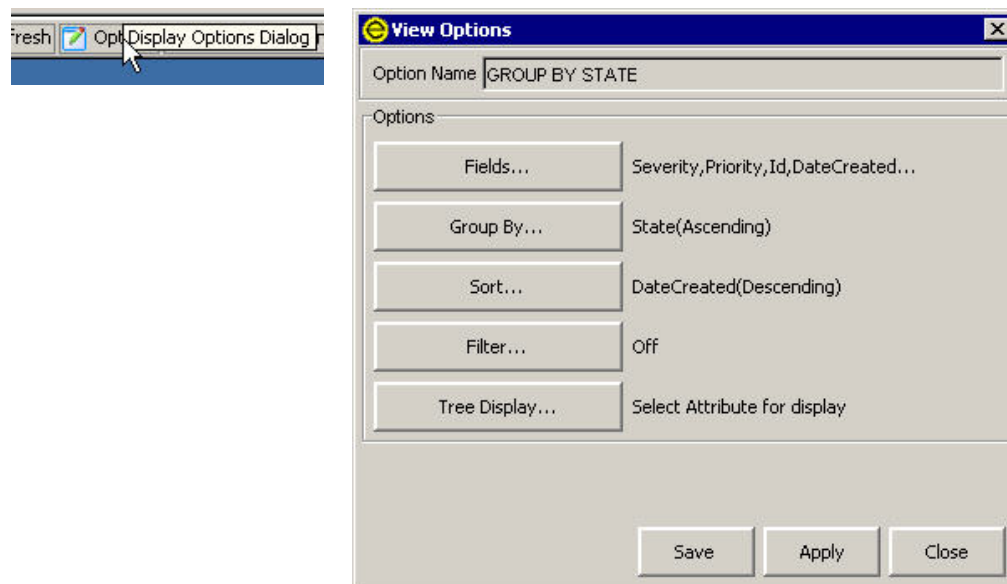 fresh Opt Display Options Dialog
View Options
Option Name GROUP BY STATE
Options
Fields... Severity,Priority,Id,DateCreated...
Group By... State(Ascending)
Sort... DateCreated(Descending)
Filter... Off
Tree Display... Select Attribute for display
Save Apply Close